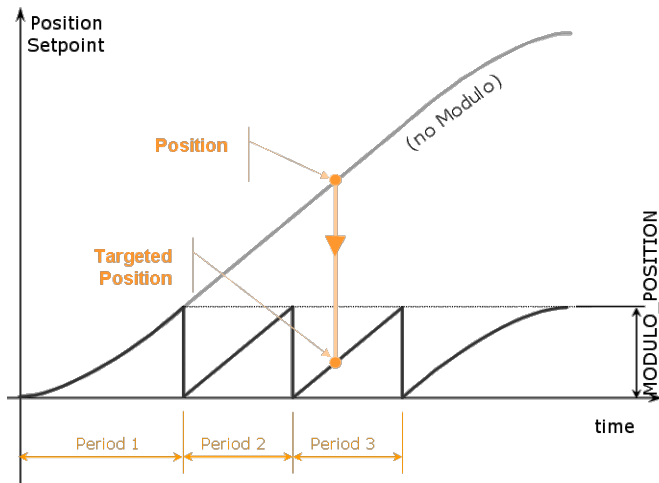 Position
Setpoint
(no Modulo)
Position
Targeted
Position
MODULO_POSITION
time
Period 1
Period 2
Period 3